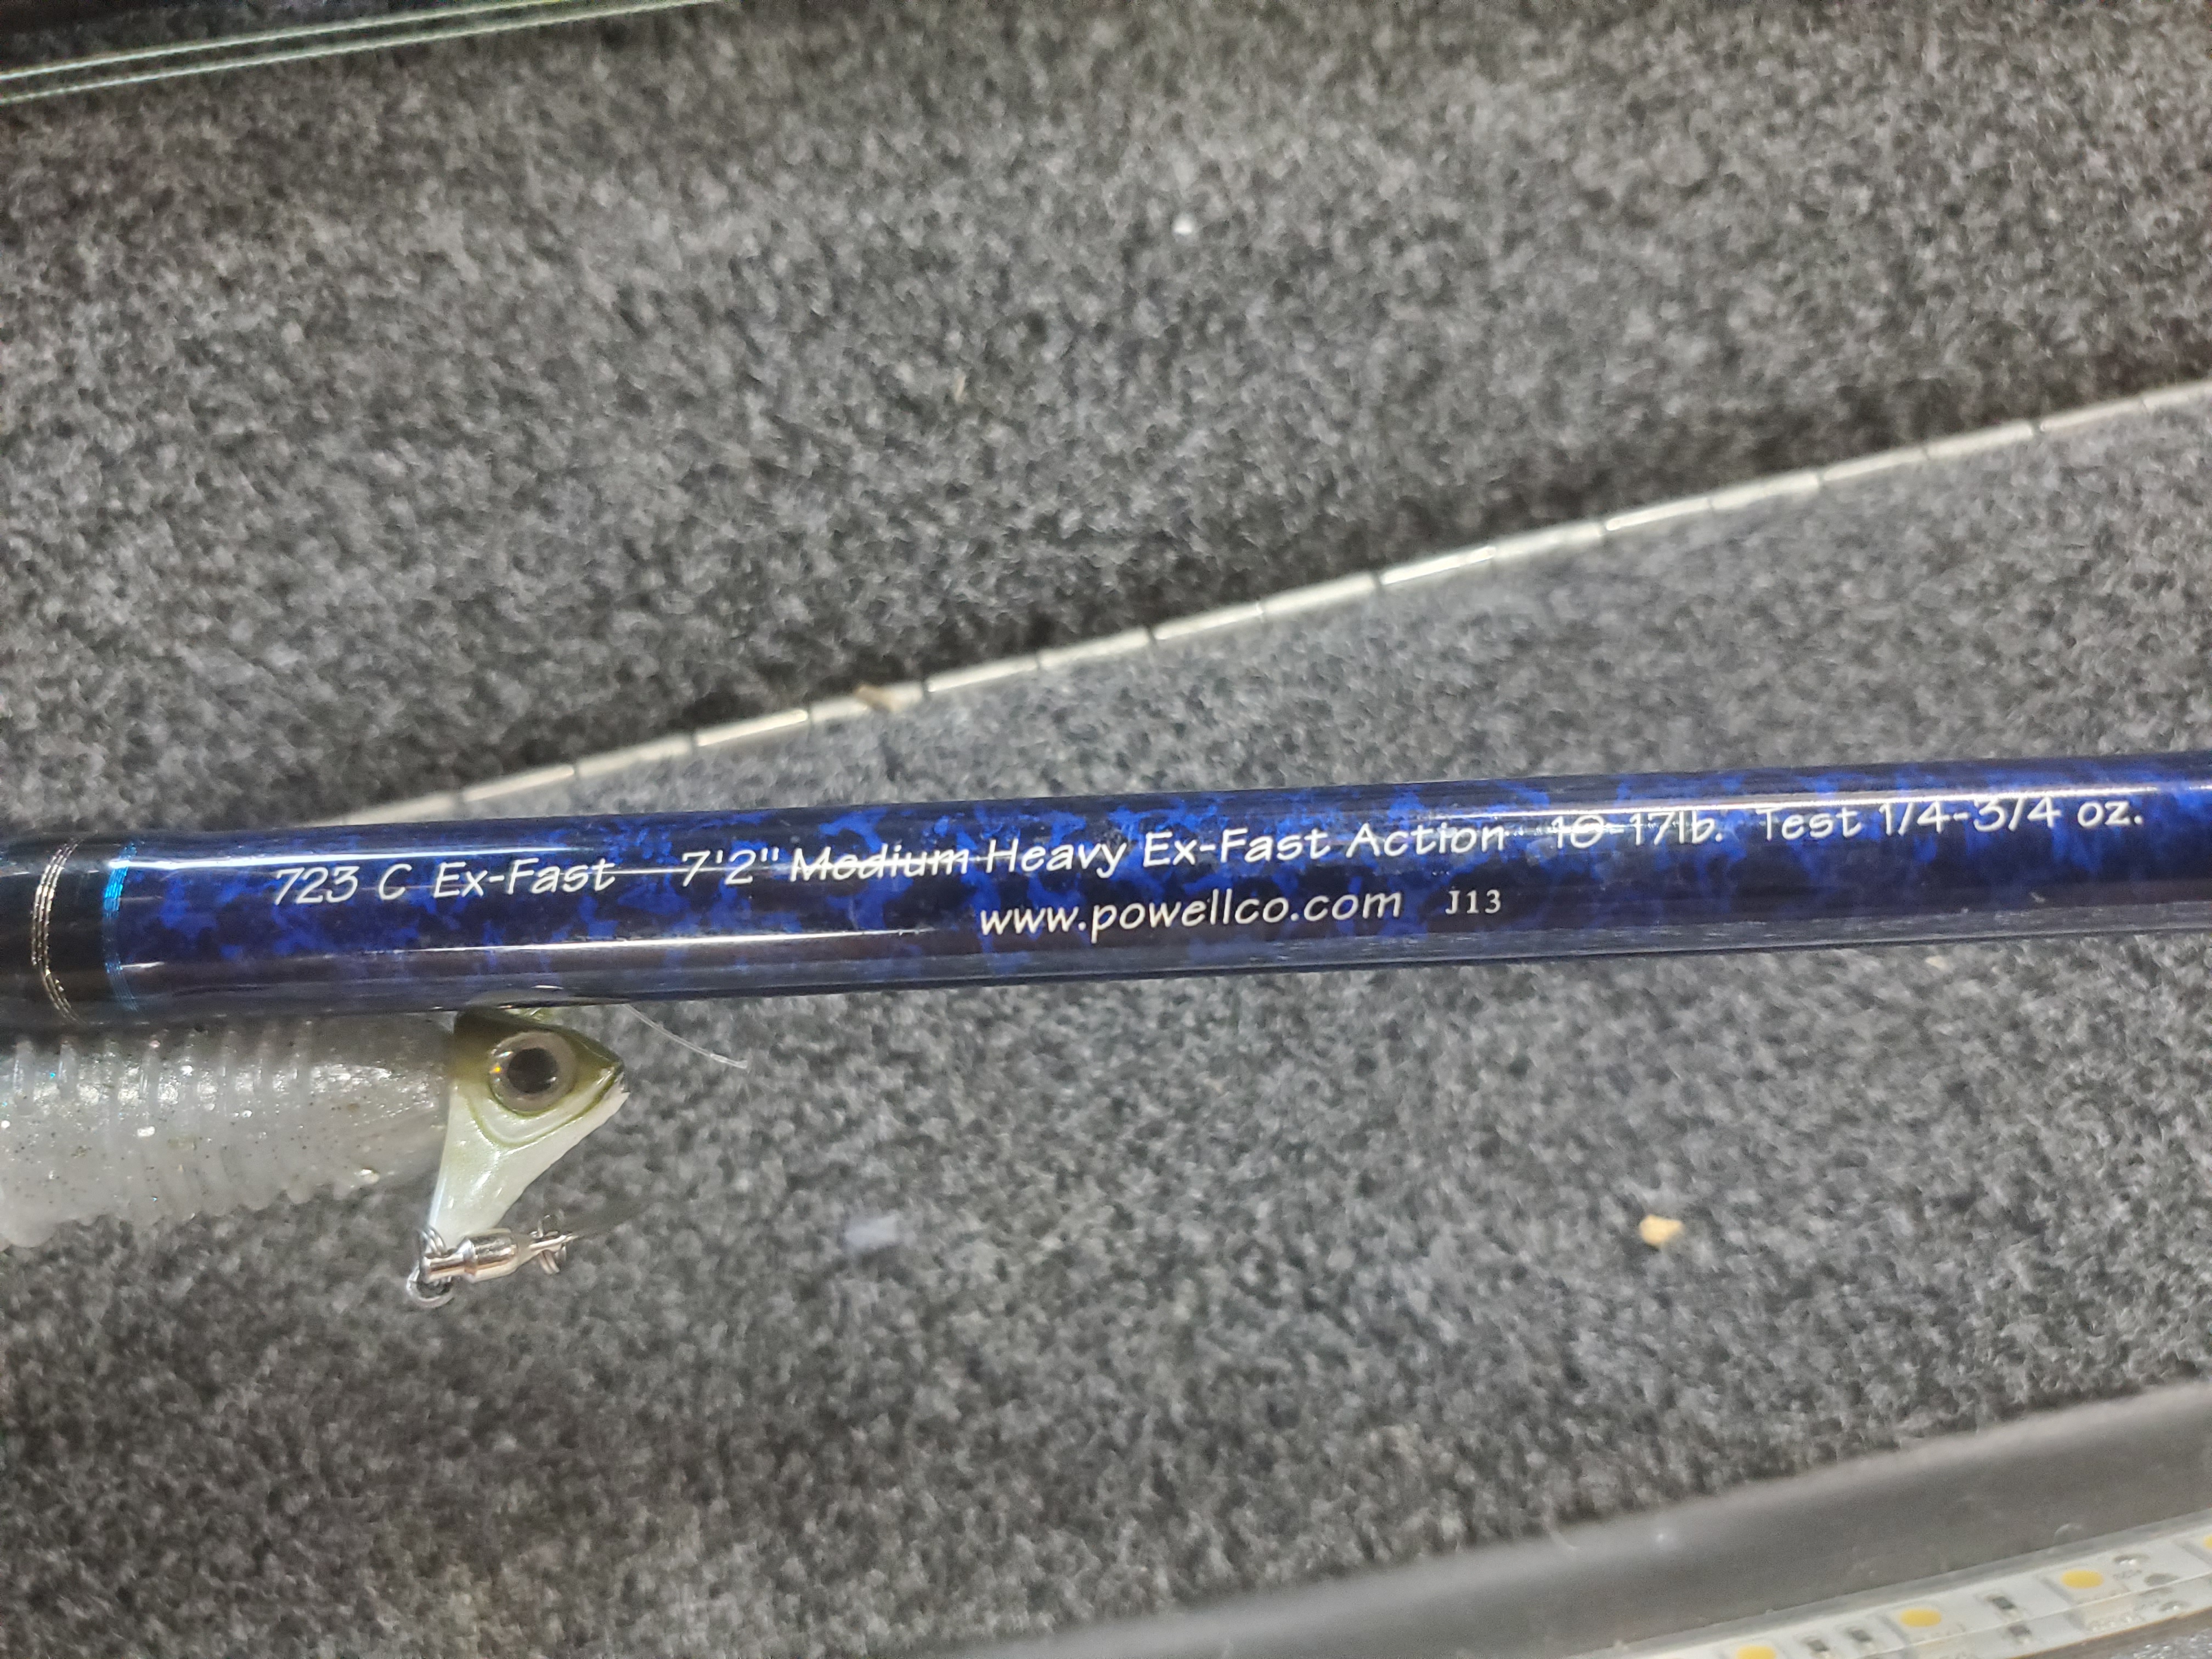 723 C Ex-Fast 7'2" Medium Heavy Ex-Fast Action 10-17lb. Test 1/4-3/4 oz.
www.powellco.com J13